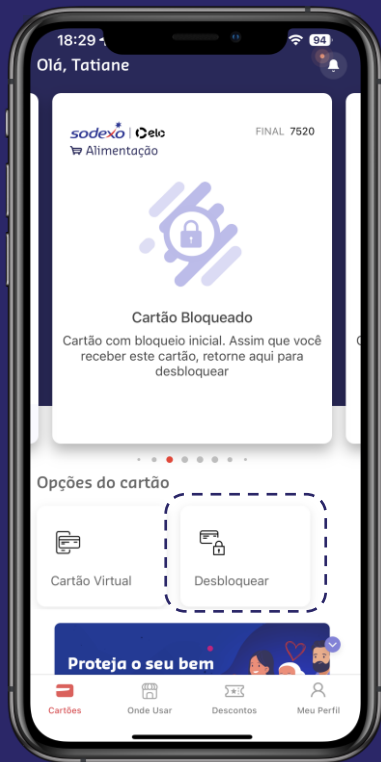 18:29
94
Olá, Tatiane
sodexo | elo
FINAL 7520
Alimentação
Cartão Bloqueado
Cartão com bloqueio inicial. Assim que você
receber este cartão, retorne aqui para
desbloquear
Opções do cartão
Cartão Virtual
Desbloquear
Proteja o seu bem
Cartões
Onde Usar
Descontos
Meu Perfil